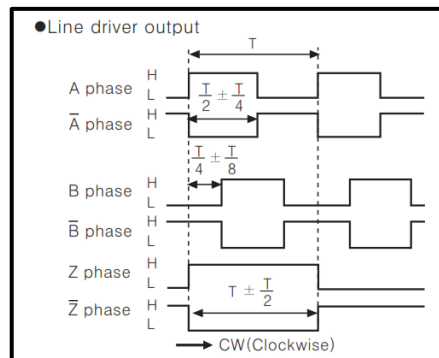 ●Line driver output
T
A phase H
L
T/2 ± T/4
A̅ phase H
L
T/4 ± T/8
B phase H
L
B̅ phase H
L
Z phase H
L
T ± T/2
Z̅ phase H
L
CW(Clockwise)